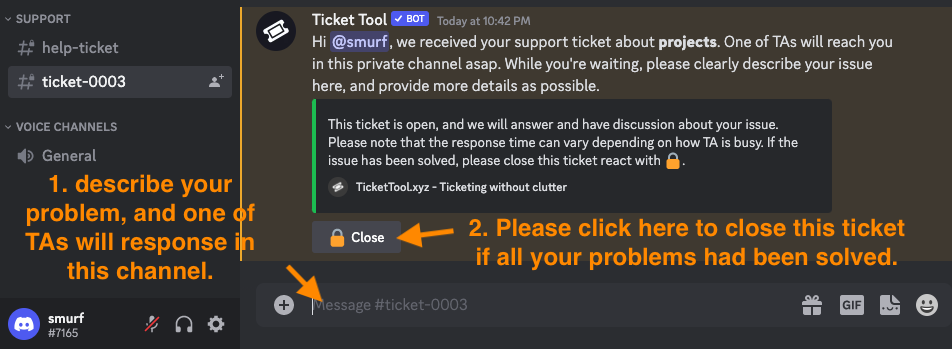 SUPPORT
help-ticket
ticket-0003
VOICE CHANNELS
General
1. describe your
problem, and one of
TAs will response in
this channel.
smurf
#7165
Ticket Tool BOT Today at 10:42 PM
Hi @smurf, we received your support ticket about projects. One of TAs will reach you
in this private channel asap. While you're waiting, please clearly describe your issue
here, and provide more details as possible.
This ticket is open, and we will answer and have discussion about your issue.
Please note that the response time can vary depending on how TA is busy. If the
issue has been solved, please close this ticket react with 🔒.
TicketTool.xyz - Ticketing without clutter
Close
2. Please click here to close this ticket
if all your problems had been solved.
Message #ticket-0003
GIF